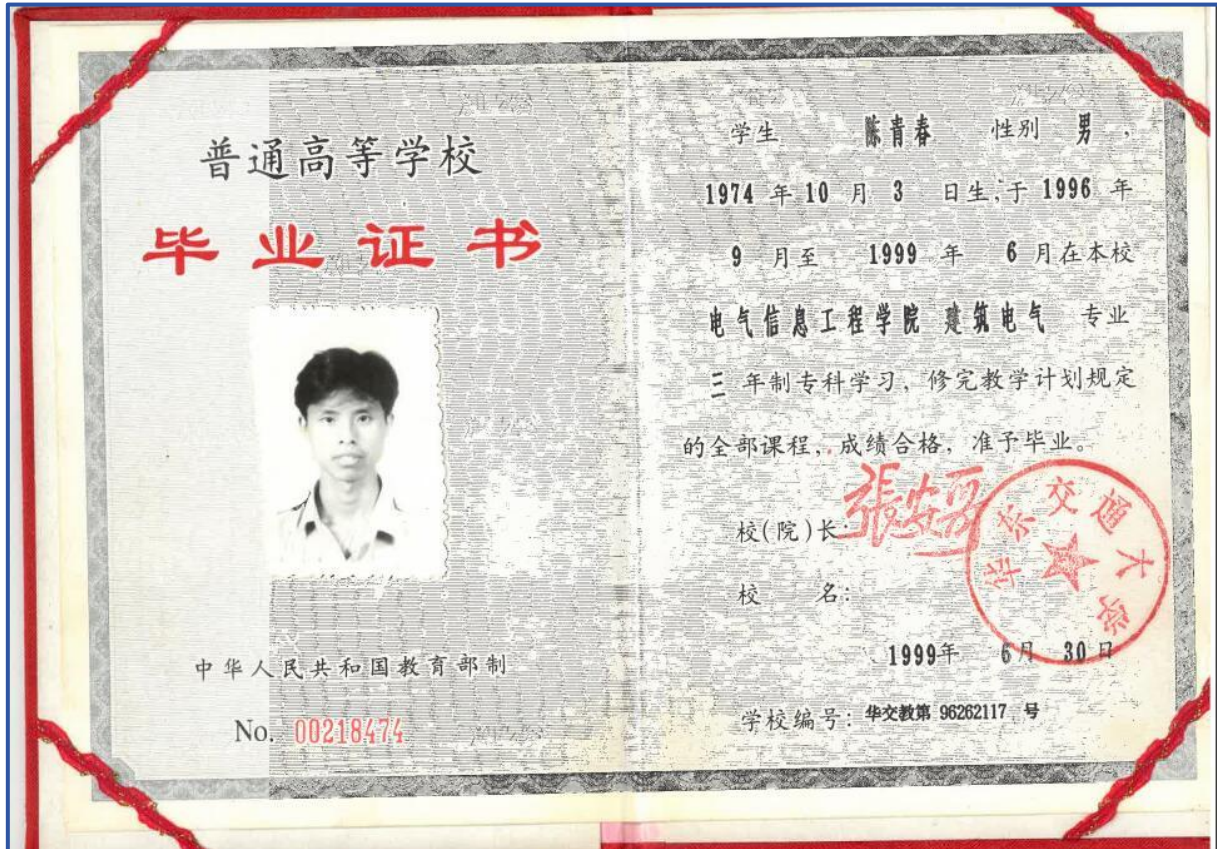 普通高等学校
毕业证书
中华人民共和国教育部制
No. 00218474
学生 陈青春 性别 男,
1974 年 10 月 3 日生,于 1996 年
9 月至 1999 年 6 月在本校
电气信息工程学院 建筑电气 专业
三 年制专科学习,修完教学计划规定
的全部课程,成绩合格,准予毕业。
校(院)长:
华东交通大学
校 名:
1999年 6月 30日
学校编号:华交教第 96262117 号